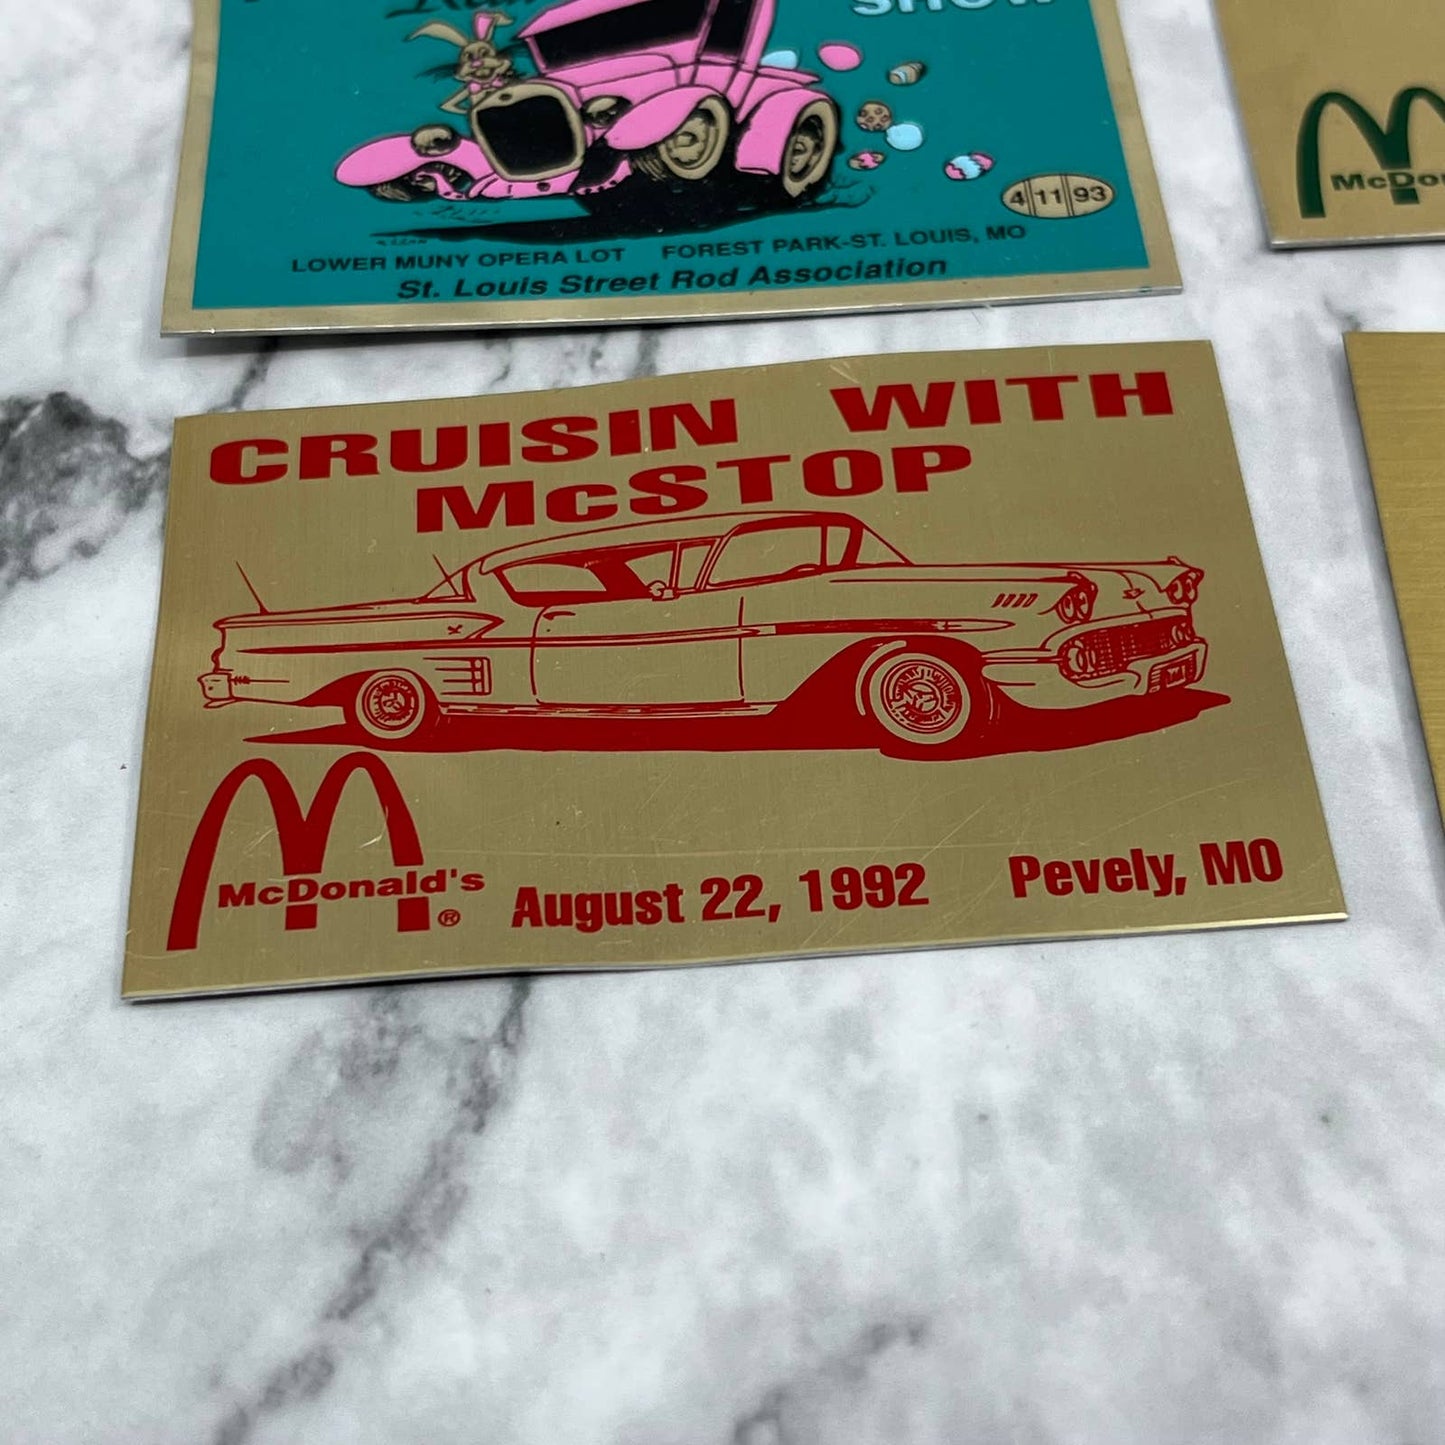 SHOW
4 11 93
LOWER MUNY OPERA LOT FOREST PARK-ST. LOUIS, MO
St. Louis Street Rod Association
CRUISIN WITH
McSTOP
McDonald's
®
August 22, 1992
Pevely, MO